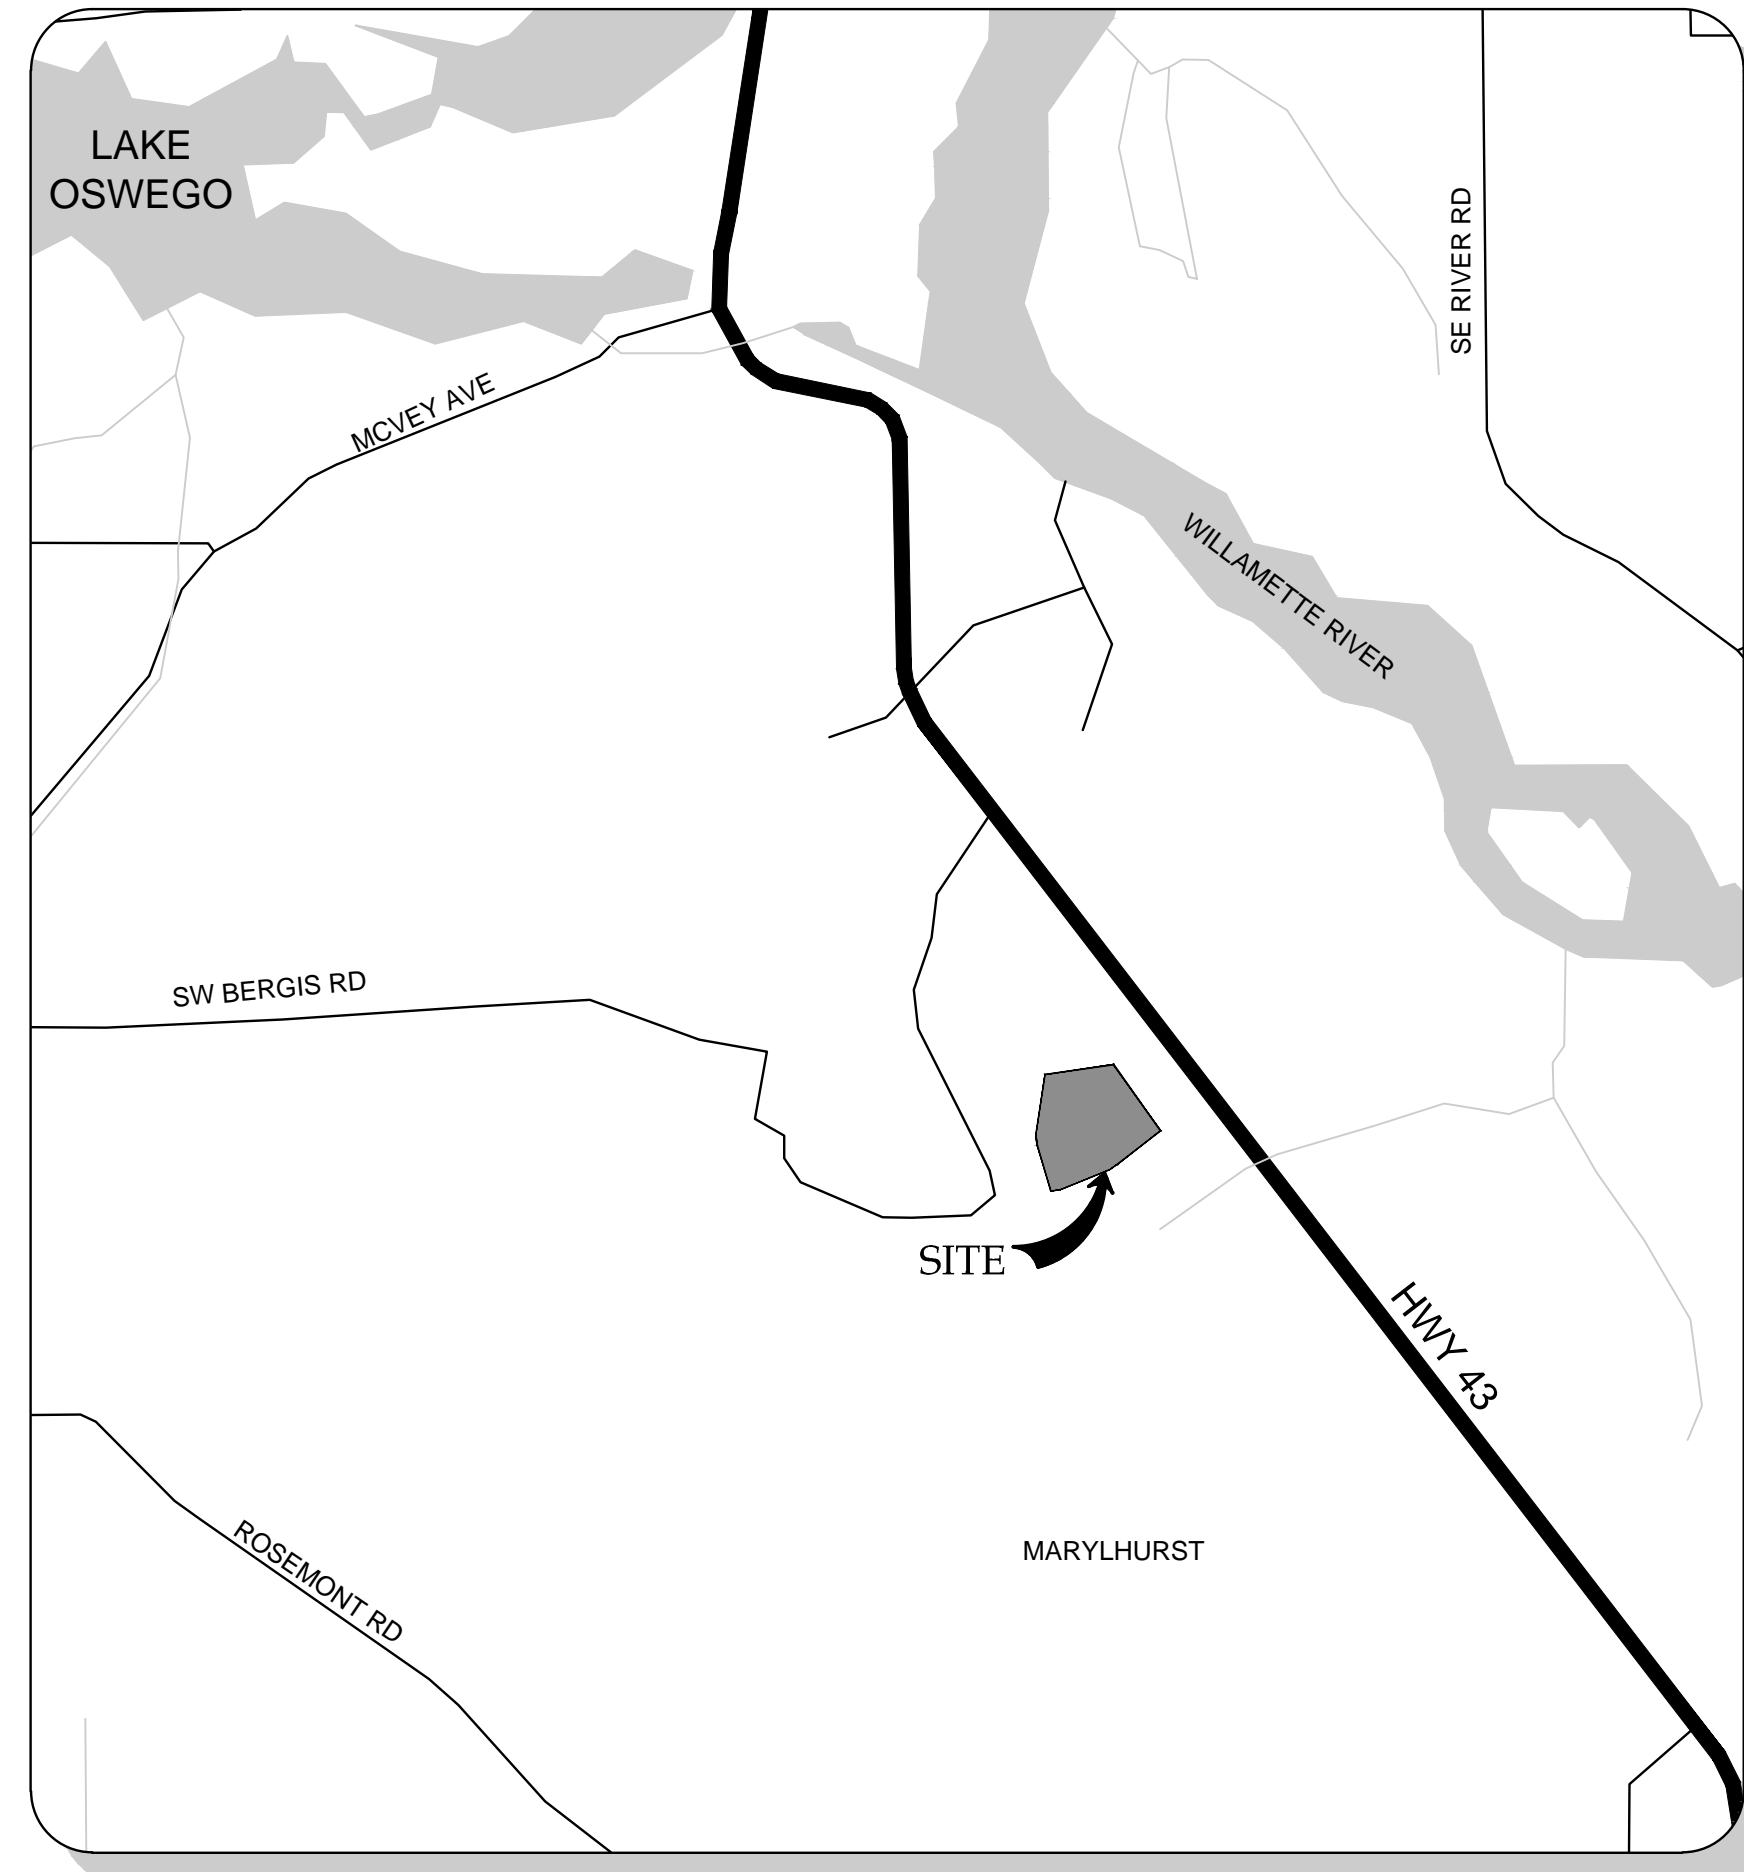 LAKE
OSWEGO
SE RIVER RD
MCVEY AVE
WILLAMETTE RIVER
SW BERGIS RD
SITE
HWY 43
ROSEMONT RD
MARYLHURST